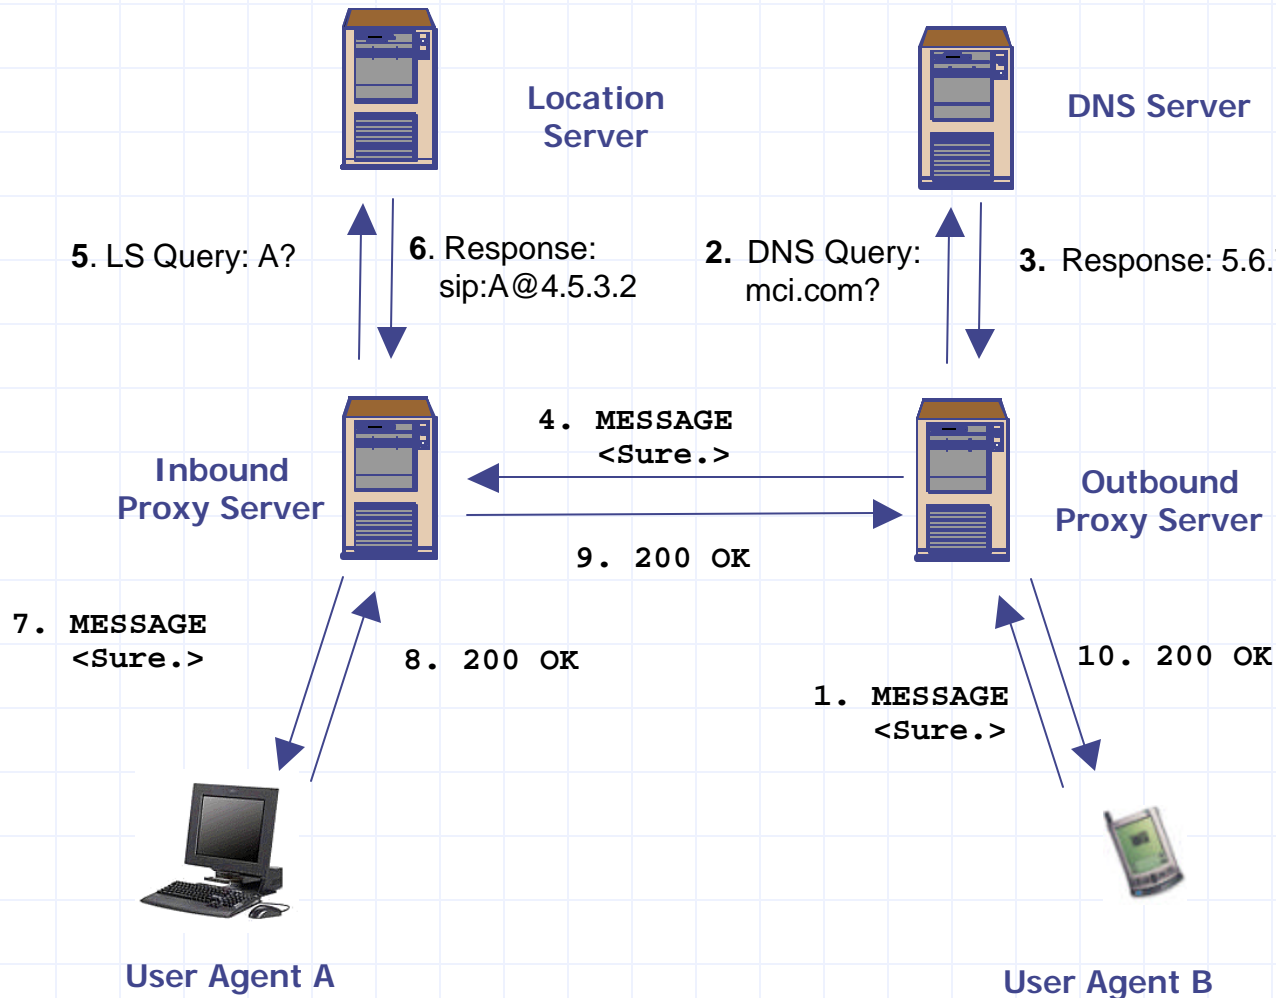 Location
Server
DNS Server
5. LS Query: A?
6. Response:
sip:A@4.5.3.2
2. DNS Query:
mci.com?
3. Response: 5.6.
4. MESSAGE
<Sure.>
Inbound
Proxy Server
Outbound
Proxy Server
9. 200 OK
7. MESSAGE
<Sure.>
8. 200 OK
10. 200 OK
1. MESSAGE
<Sure.>
User Agent A
User Agent B